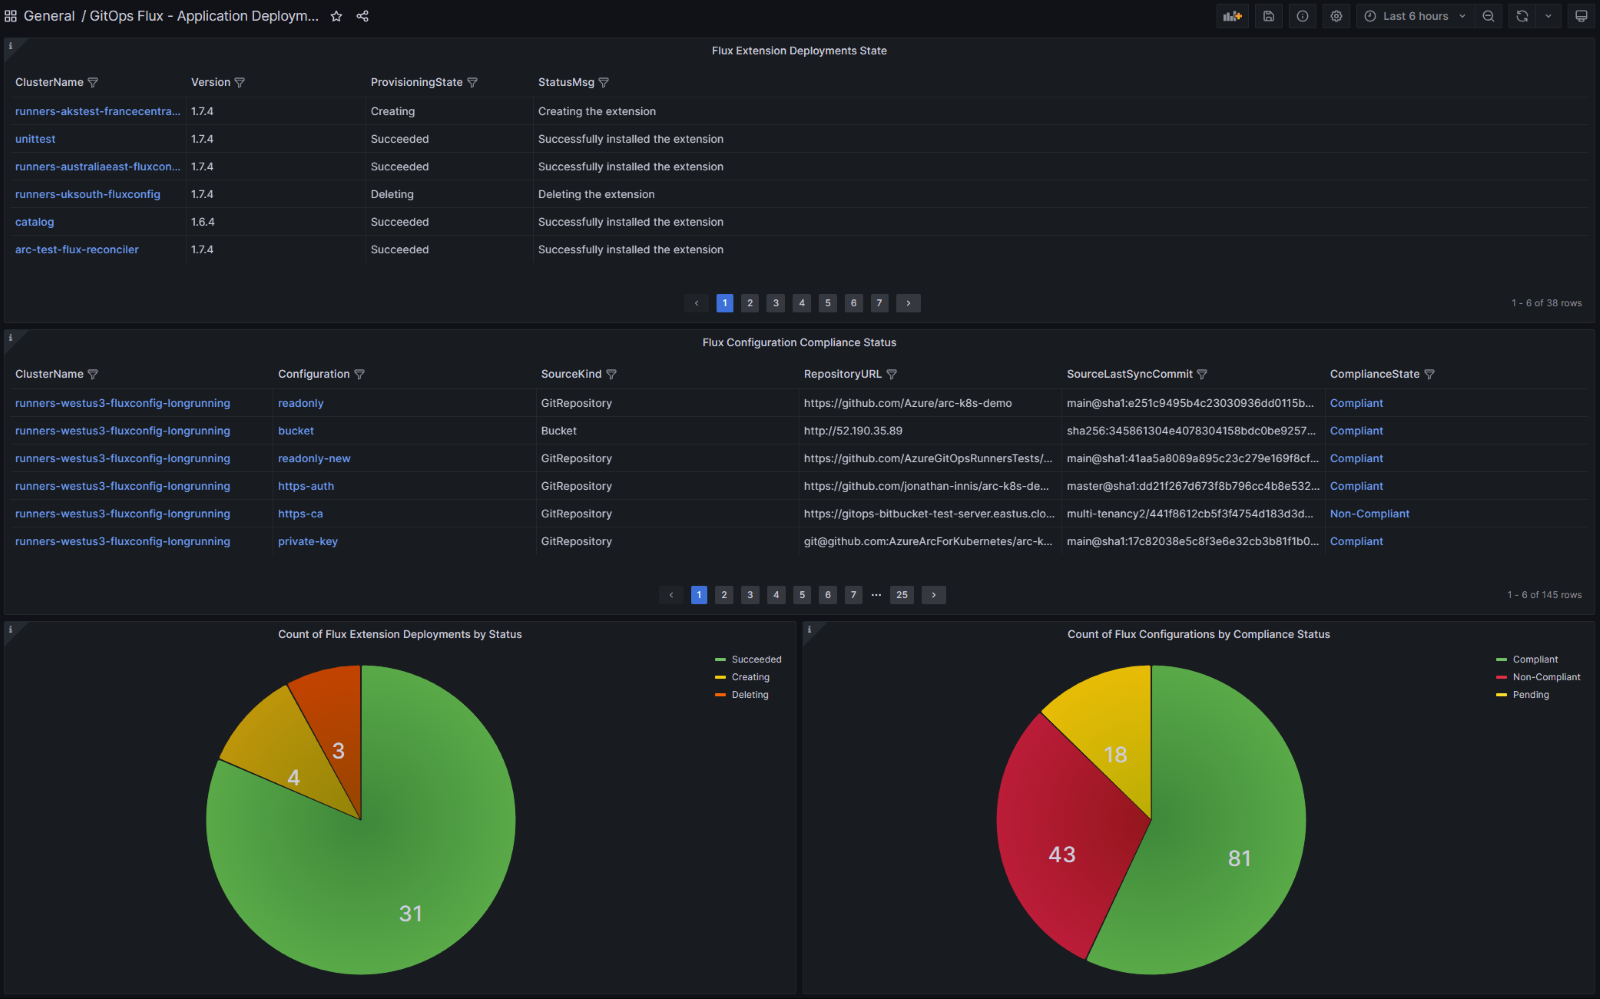 General / GitOps Flux - Application Deploym...
Last 6 hours
Flux Extension Deployments State
ClusterName Version ProvisioningState StatusMsg
runners-akstest-francecentra... 1.7.4 Creating Creating the extension
unittest 1.7.4 Succeeded Successfully installed the extension
runners-australiaeast-fluxcon... 1.7.4 Succeeded Successfully installed the extension
runners-uksouth-fluxconfig 1.7.4 Deleting Deleting the extension
catalog 1.6.4 Succeeded Successfully installed the extension
arc-test-flux-reconciler 1.7.4 Succeeded Successfully installed the extension
‹ 1 2 3 4 5 6 7 ›
1 - 6 of 38 rows
Flux Configuration Compliance Status
ClusterName Configuration SourceKind RepositoryURL SourceLastSyncCommit ComplianceState
runners-westus3-fluxconfig-longrunning readonly GitRepository https://github.com/Azure/arc-k8s-demo main@sha1:e251c9495b4c23030936dd0115b... Compliant
runners-westus3-fluxconfig-longrunning bucket Bucket http://52.190.35.89 sha256:345861304e4078304158bdc0be9257... Compliant
runners-westus3-fluxconfig-longrunning readonly-new GitRepository https://github.com/AzureGitOpsRunnersTests/... main@sha1:41aa5a8089a895c23c279e169f8cf... Compliant
runners-westus3-fluxconfig-longrunning https-auth GitRepository https://github.com/jonathan-innis/arc-k8s-de... master@sha1:dd21f267d673f8b796cc4b8e532... Compliant
runners-westus3-fluxconfig-longrunning https-ca GitRepository https://gitops-bitbucket-test-server.eastus.clo... multi-tenancy2/441f8612cb5f3f4754d183d3d... Non-Compliant
runners-westus3-fluxconfig-longrunning private-key GitRepository git@github.com:AzureArcForKubernetes/arc-k... main@sha1:17c82038e5c8f3e6e32cb3b81f1b0... Compliant
‹ 1 2 3 4 5 6 7 ... 25 ›
1 - 6 of 145 rows
Count of Flux Extension Deployments by Status
Succeeded
Creating
Deleting
3
4
31
Count of Flux Configurations by Compliance Status
Compliant
Non-Compliant
Pending
18
43
81